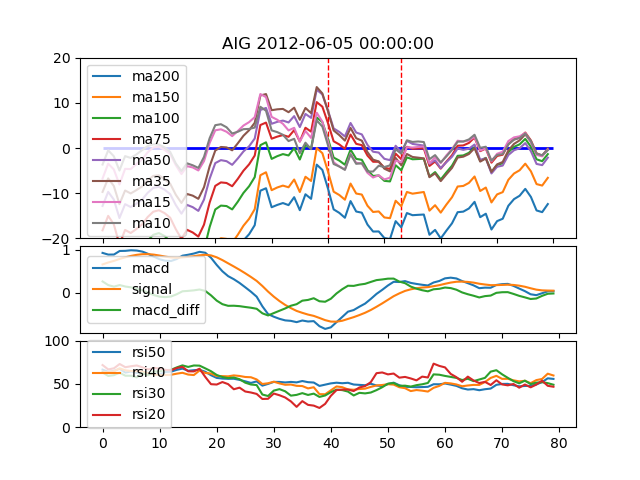 AIG 2012-06-05 00:00:00
20
10
0
−10
−20
ma200
ma150
ma100
ma75
ma50
ma35
ma15
ma10
1
0
macd
signal
macd_diff
100
50
0
rsi50
rsi40
rsi30
rsi20
0 10 20 30 40 50 60 70 80